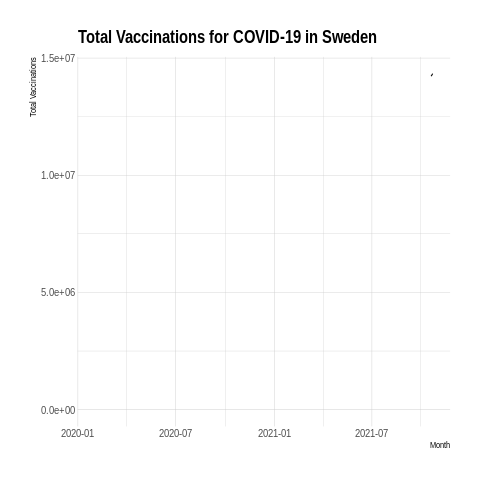 Total Vaccinations for COVID-19 in Sweden
Total Vaccinations
1.5e+07
1.0e+07
5.0e+06
0.0e+00
2020-01
2020-07
2021-01
2021-07
Month